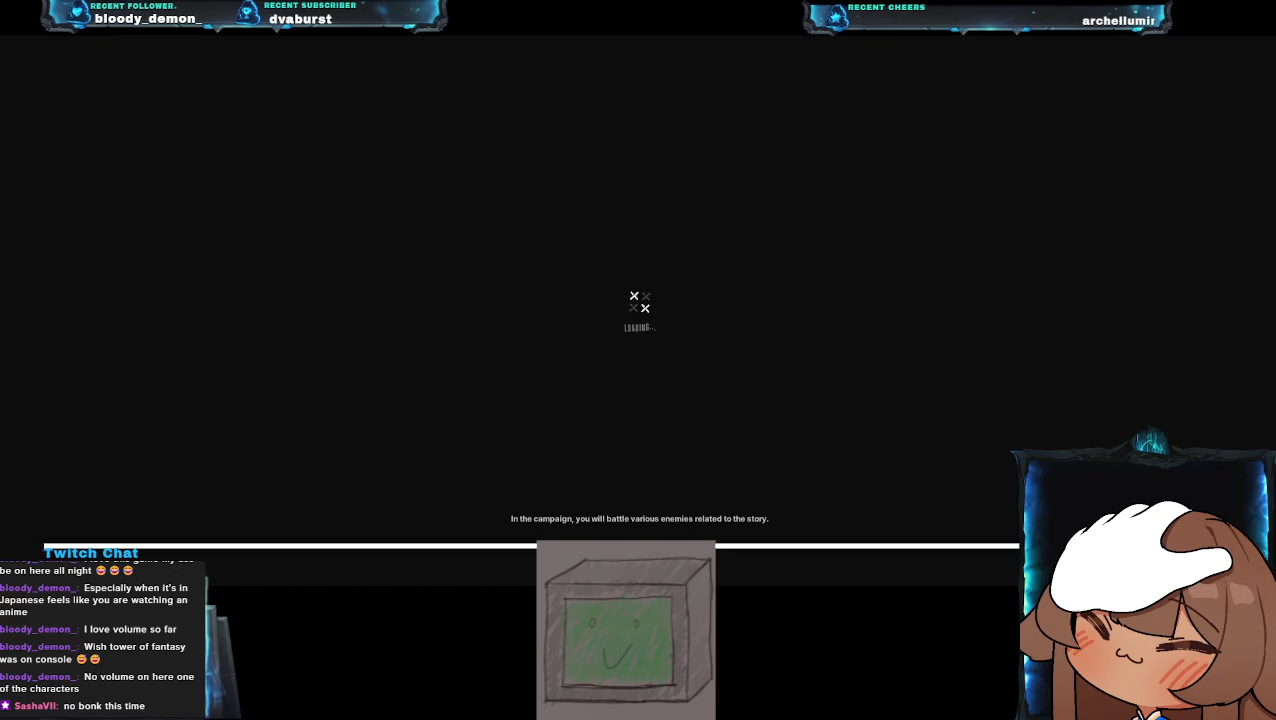 RECENT FOLLOWER.
bloody_demon_
RECENT SUBSCRIBER
dvaburst
RECENT CHEERS
archellumir
LOADING...
In the campaign, you will battle various enemies related to the story.
Twitch Chat
be on here all night
bloody_demon_: Especially when it's in
Japanese feels like you are watching an
anime
bloody_demon_: I love volume so far
bloody_demon_: Wish tower of fantasy
was on console
bloody_demon_: No volume on here one
of the characters
SashaVII: no bonk this time